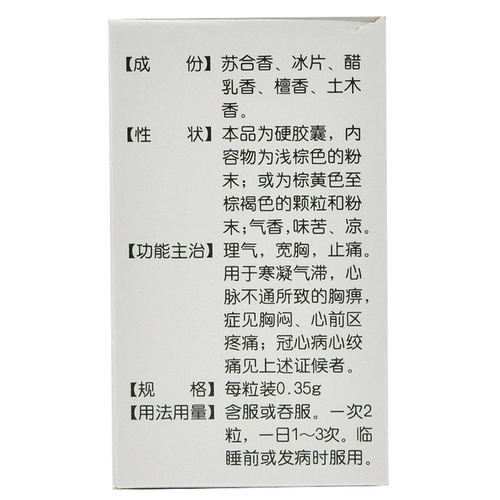 【成　份】苏合香、冰片、醋
乳香、檀香、土木
香。
【性　状】本品为硬胶囊，内
容物为浅棕色的粉
末；或为棕黄色至
棕褐色的颗粒和粉
末；气香，味苦、凉。
【功能主治】理气，宽胸，止痛。
用于寒凝气滞，心
脉不通所致的胸痹，
症见胸闷、心前区
疼痛；冠心病心绞
痛见上述证候者。
【规　格】每粒装0.35g
【用法用量】含服或吞服。一次2
粒，一日1～3次。临
睡前或发病时服用。